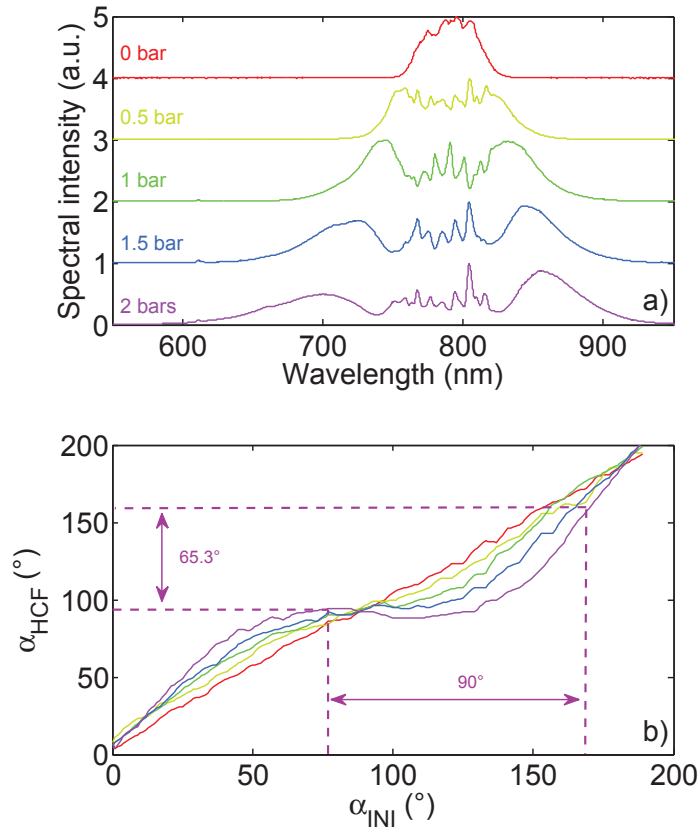 Spectral intensity (a.u.)
5
4
3
2
1
0
0 bar
0.5 bar
1 bar
1.5 bar
2 bars
a)
600
700
800
900
Wavelength (nm)
200
150
100
50
0
α_HCF (°)
65.3°
90°
b)
0
50
100
150
200
α_INI (°)